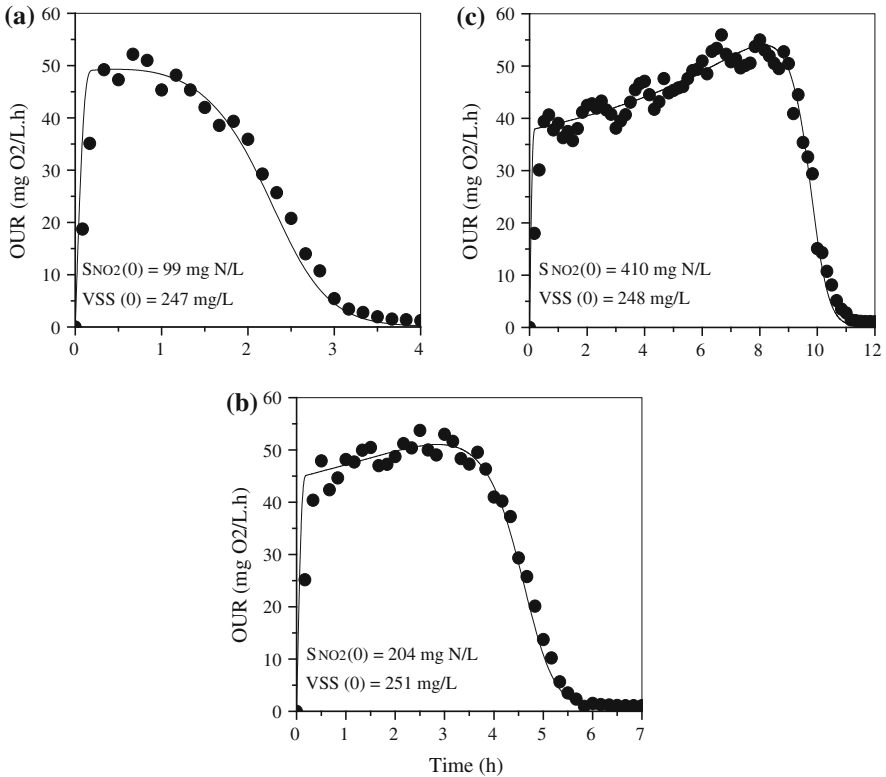 (a)
60
50
40
30
20
10
0
OUR (mg O2/L.h)
SNO2(0) = 99 mg N/L
VSS (0) = 247 mg/L
0 1 2 3 4
(c)
60
50
40
30
20
10
0
OUR (mg O2/L.h)
SNO2(0) = 410 mg N/L
VSS (0) = 248 mg/L
0 2 4 6 8 10 12
(b)
60
50
40
30
20
10
0
OUR (mg O2/L.h)
SNO2(0) = 204 mg N/L
VSS (0) = 251 mg/L
0 1 2 3 4 5 6 7
Time (h)